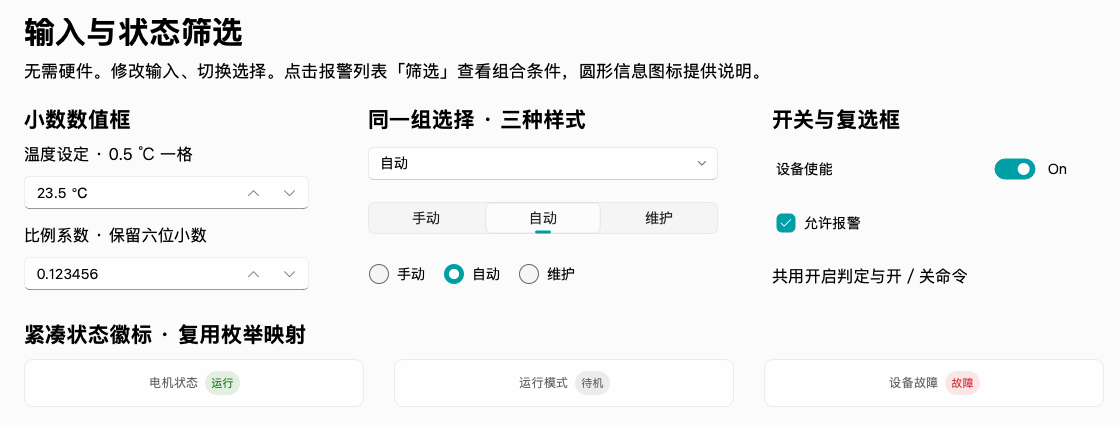 输入与状态筛选
无需硬件。修改输入、切换选择。点击报警列表「筛选」查看组合条件，圆形信息图标提供说明。
小数数值框
温度设定 · 0.5 ℃ 一格
23.5 ℃
比例系数 · 保留六位小数
0.123456
同一组选择 · 三种样式
自动
手动 自动 维护
手动 自动 维护
开关与复选框
设备使能 On
允许报警
共用开启判定与开 / 关命令
紧凑状态徽标 · 复用枚举映射
电机状态 运行
运行模式 待机
设备故障 故障